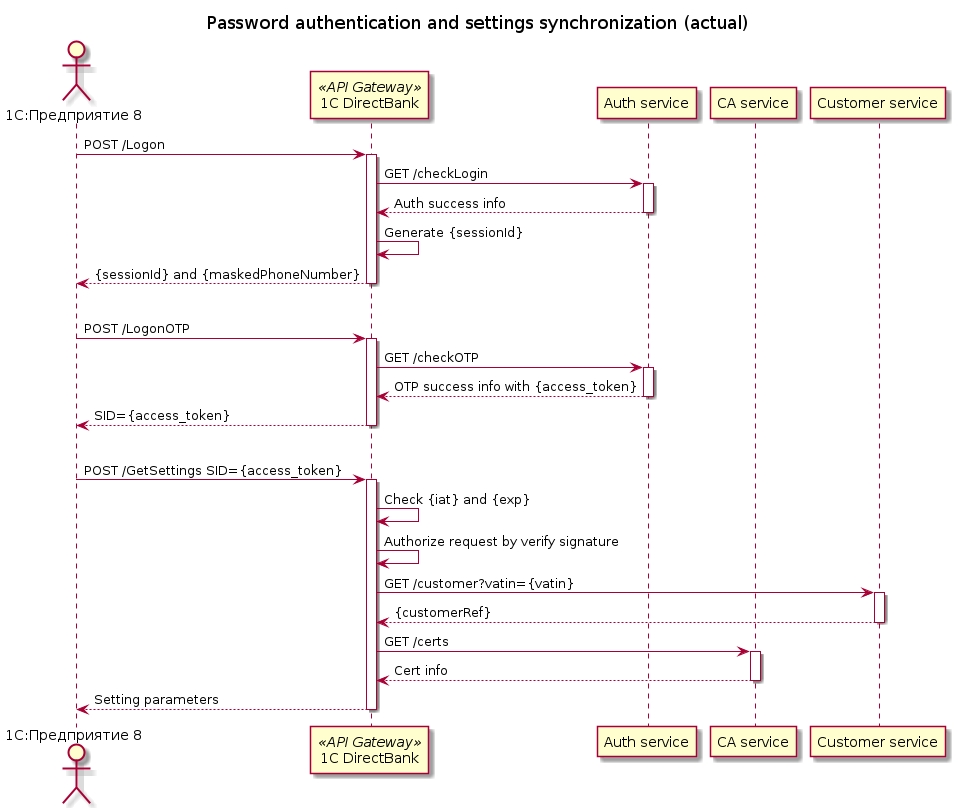 Password authentication and settings synchronization (actual)
1С:Предприятие 8
«API Gateway»
1C DirectBank
Auth service
CA service
Customer service
POST /Logon
GET /checkLogin
Auth success info
Generate {sessionId}
{sessionId} and {maskedPhoneNumber}
POST /LogonOTP
GET /checkOTP
OTP success info with {access_token}
SID={access_token}
POST /GetSettings SID={access_token}
Check {iat} and {exp}
Authorize request by verify signature
GET /customer?vatin={vatin}
{customerRef}
GET /certs
Cert info
Setting parameters
1С:Предприятие 8
«API Gateway»
1C DirectBank
Auth service
CA service
Customer service